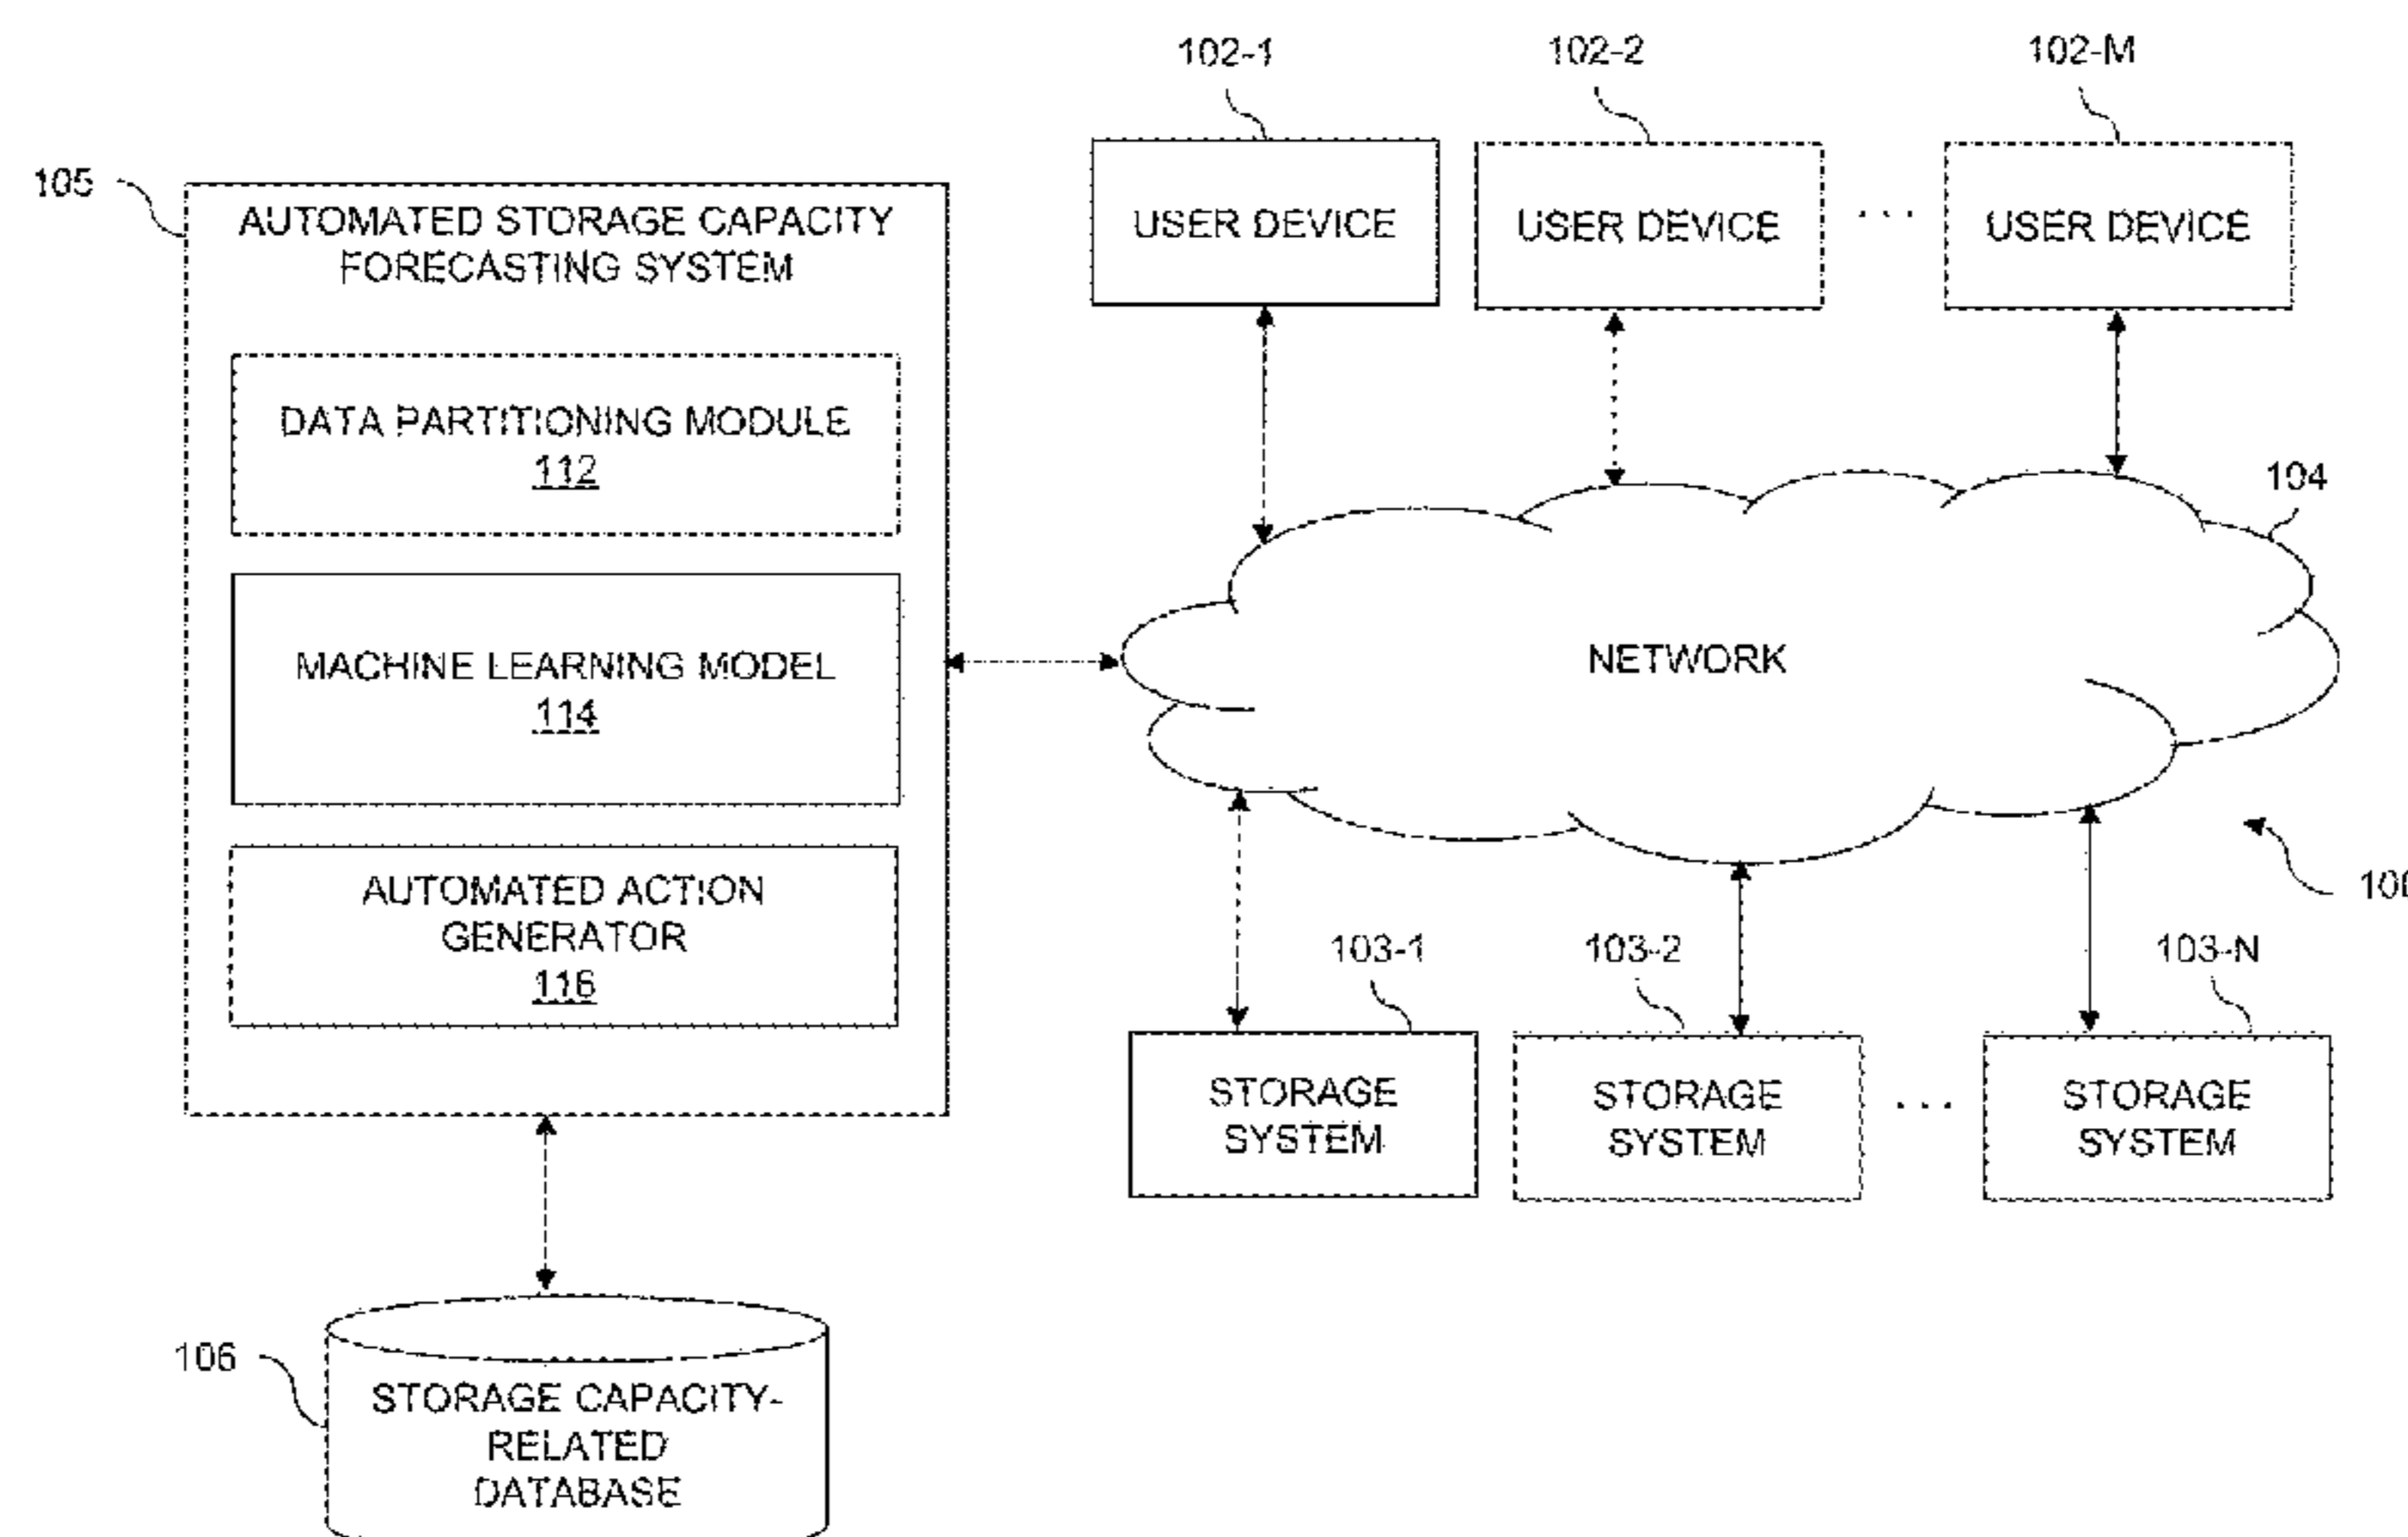 102-1
102-2
102-M
105
AUTOMATED STORAGE CAPACITY
FORECASTING SYSTEM
USER DEVICE
USER DEVICE
. . .
USER DEVICE
DATA PARTITIONING MODULE
112
104
MACHINE LEARNING MODEL
114
NETWORK
AUTOMATED ACTION
GENERATOR
116
103-1
103-2
103-N
STORAGE
SYSTEM
STORAGE
SYSTEM
. . .
STORAGE
SYSTEM
106
STORAGE CAPACITY-
RELATED
DATABASE